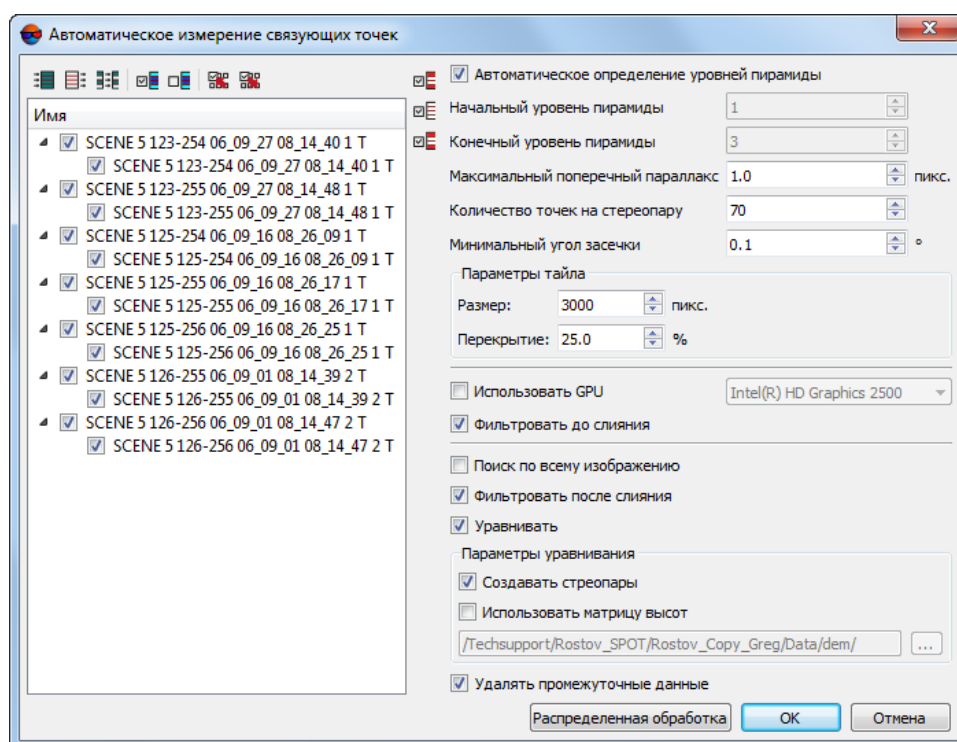 Автоматическое измерение связующих точек
Имя
SCENE 5 123-254 06_09_27 08_14_40 1 T
SCENE 5 123-254 06_09_27 08_14_40 1 T
SCENE 5 123-255 06_09_27 08_14_48 1 T
SCENE 5 123-255 06_09_27 08_14_48 1 T
SCENE 5 125-254 06_09_16 08_26_09 1 T
SCENE 5 125-254 06_09_16 08_26_09 1 T
SCENE 5 125-255 06_09_16 08_26_17 1 T
SCENE 5 125-255 06_09_16 08_26_17 1 T
SCENE 5 125-256 06_09_16 08_26_25 1 T
SCENE 5 125-256 06_09_16 08_26_25 1 T
SCENE 5 126-255 06_09_01 08_14_39 2 T
SCENE 5 126-255 06_09_01 08_14_39 2 T
SCENE 5 126-256 06_09_01 08_14_47 2 T
SCENE 5 126-256 06_09_01 08_14_47 2 T
Автоматическое определение уровней пирамиды
Начальный уровень пирамиды 1
Конечный уровень пирамиды 3
Максимальный поперечный параллакс 1.0 пикс.
Количество точек на стереопару 70
Минимальный угол засечки 0.1 °
Параметры тайла
Размер: 3000 пикс.
Перекрытие: 25.0 %
Использовать GPU Intel(R) HD Graphics 2500
Фильтровать до слияния
Поиск по всему изображению
Фильтровать после слияния
Уравнивать
Параметры уравнивания
Создавать стреопары
Использовать матрицу высот
/Techsupport/Rostov_SPOT/Rostov_Copy_Greg/Data/dem/ ...
Удалять промежуточные данные
Распределенная обработка OK Отмена